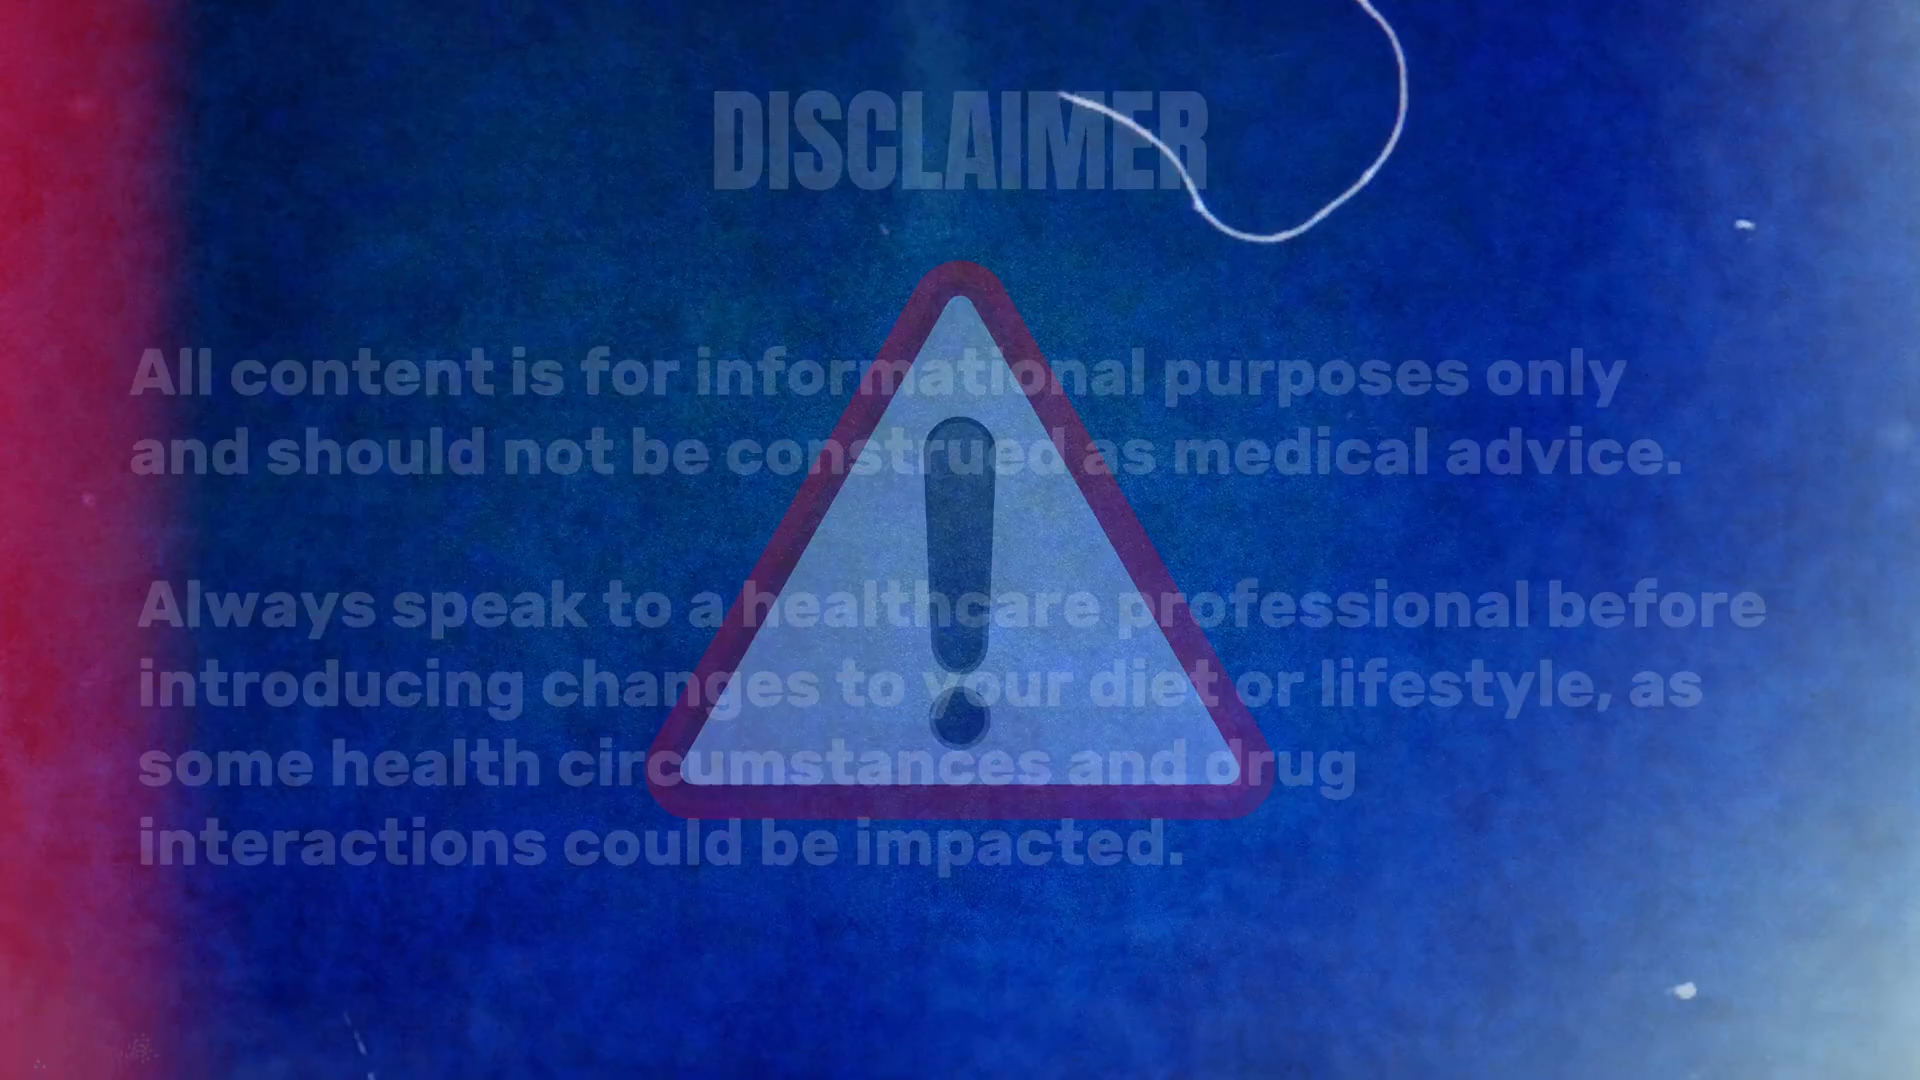 DISCLAIMER
All content is for informational purposes only
and should not be construed as medical advice.
Always speak to a healthcare professional before
introducing changes to your diet or lifestyle, as
some health circumstances and drug
interactions could be impacted.